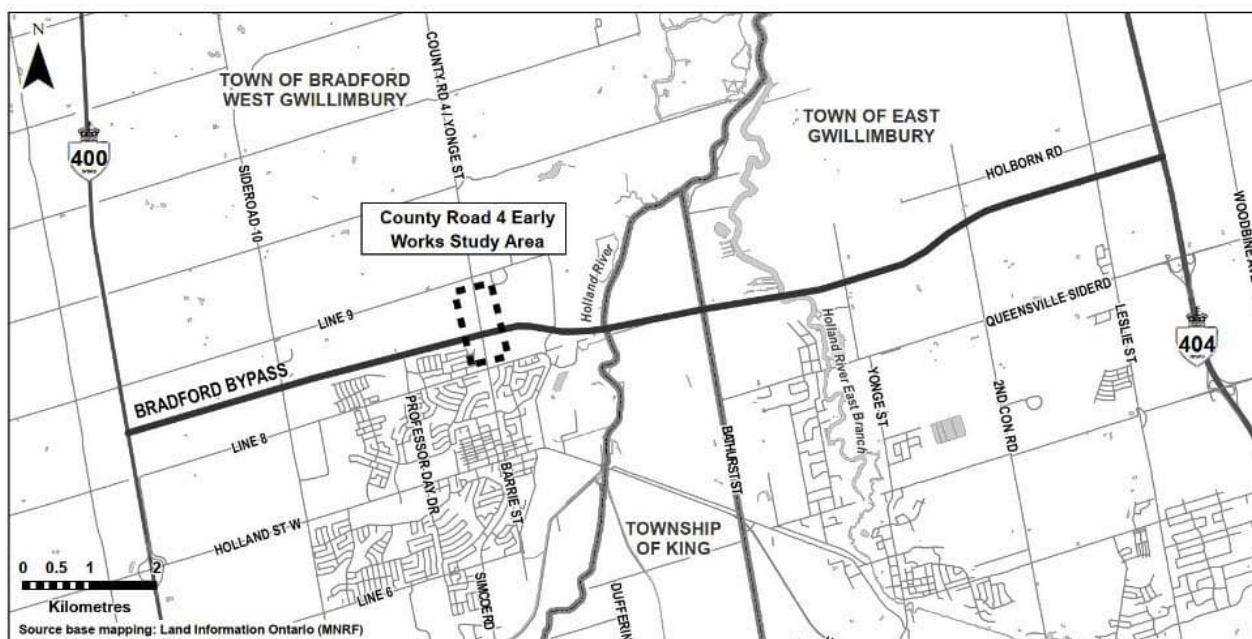 N
TOWN OF BRADFORD
WEST GWILLIMBURY
400
SIDEROAD 10
COUNTY RD 4 / YONGE ST
TOWN OF EAST
GWILLIMBURY
HOLBORN RD
WOODBINE AVE
County Road 4 Early
Works Study Area
Holland River
LINE 9
QUEENSVILLE SIDERD
LESLIE ST
404
BRADFORD BYPASS
LINE 8
PROFESSOR DAY DR
BARRIE ST
BATHURST ST
Holland River East Branch
YONGE ST
2ND CON RD
HOLLAND ST W
TOWNSHIP
OF KING
LINE 6
SIMCOERD
DUFFERIN
0 0.5 1 2
Kilometres
Source base mapping: Land Information Ontario (MNRF)